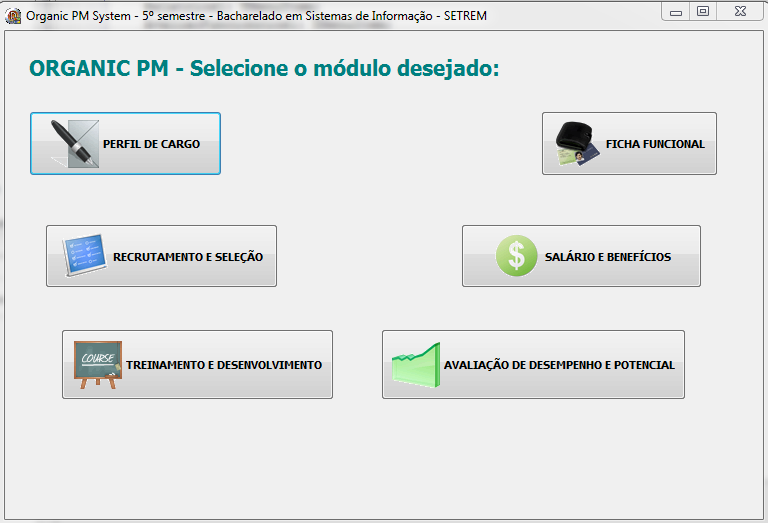 Organic PM System - 5º semestre - Bacharelado em Sistemas de Informação - SETREM
ORGANIC PM - Selecione o módulo desejado:
PERFIL DE CARGO
FICHA FUNCIONAL
RECRUTAMENTO E SELEÇÃO
SALÁRIO E BENEFÍCIOS
COURSE
TREINAMENTO E DESENVOLVIMENTO
AVALIAÇÃO DE DESEMPENHO E POTENCIAL